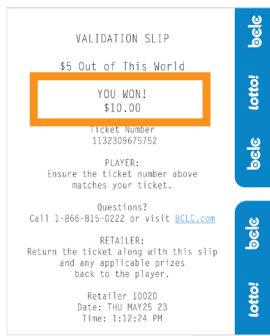 VALIDATION SLIP
$5 Out of This World
YOU WON!
$10.00
Ticket Number
1132309675752
PLAYER:
Ensure the ticket number above
matches your ticket.
Questions?
Call 1-866-815-0222 or visit BCLC.com
RETAILER:
Return the ticket along with this slip
and any applicable prizes
back to the player.
Retailer 10020
Date: THU MAY25 23
Time: 1:12:24 PM
bclc
lotto!
bclc
bclc
lotto!